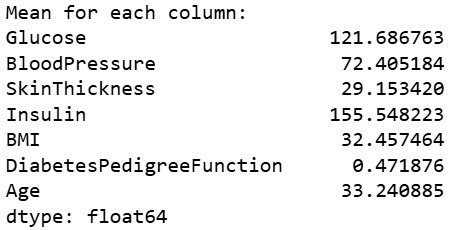 Mean for each column:
Glucose 121.686763
BloodPressure 72.405184
SkinThickness 29.153420
Insulin 155.548223
BMI 32.457464
DiabetesPedigreeFunction 0.471876
Age 33.240885
dtype: float64